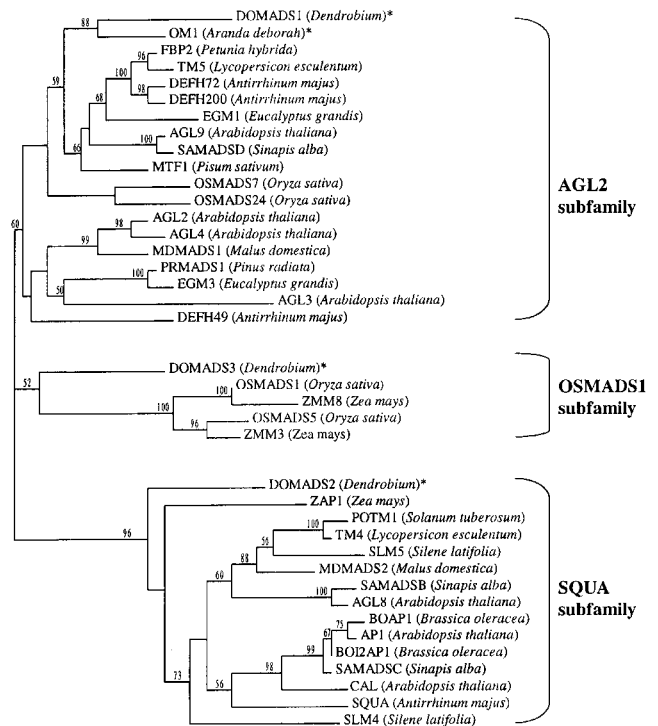 88
DOMADS1 (Dendrobium)*
OM1 (Aranda deborah)*
59
96
FBP2 (Petunia hybrida)
100
TM5 (Lycopersicon esculentum)
98
DEFH72 (Antirrhinum majus)
68
DEFH200 (Antirrhinum majus)
EGM1 (Eucalyptus grandis)
66
100
AGL9 (Arabidopsis thaliana)
SAMADSD (Sinapis alba)
MTF1 (Pisum sativum)
OSMADS7 (Oryza sativa)
OSMADS24 (Oryza sativa)
60
98
AGL2 (Arabidopsis thaliana)
99
AGL4 (Arabidopsis thaliana)
MDMADS1 (Malus domestica)
100
PRMADS1 (Pinus radiata)
50
EGM3 (Eucalyptus grandis)
AGL3 (Arabidopsis thaliana)
DEFH49 (Antirrhinum majus)
AGL2
subfamily
52
DOMADS3 (Dendrobium)*
100
OSMADS1 (Oryza sativa)
100
ZMM8 (Zea mays)
96
OSMADS5 (Oryza sativa)
ZMM3 (Zea mays)
OSMADS1
subfamily
96
DOMADS2 (Dendrobium)*
ZAP1 (Zea mays)
100
POTM1 (Solanum tuberosum)
56
TM4 (Lycopersicon esculentum)
88
SLM5 (Silene latifolia)
60
MDMADS2 (Malus domestica)
100
SAMADSB (Sinapis alba)
AGL8 (Arabidopsis thaliana)
75
BOAP1 (Brassica oleracea)
67
AP1 (Arabidopsis thaliana)
99
BOI2AP1 (Brassica oleracea)
98
SAMADSC (Sinapis alba)
73
56
CAL (Arabidopsis thaliana)
SQUA (Antirrhinum majus)
SLM4 (Silene latifolia)
SQUA
subfamily